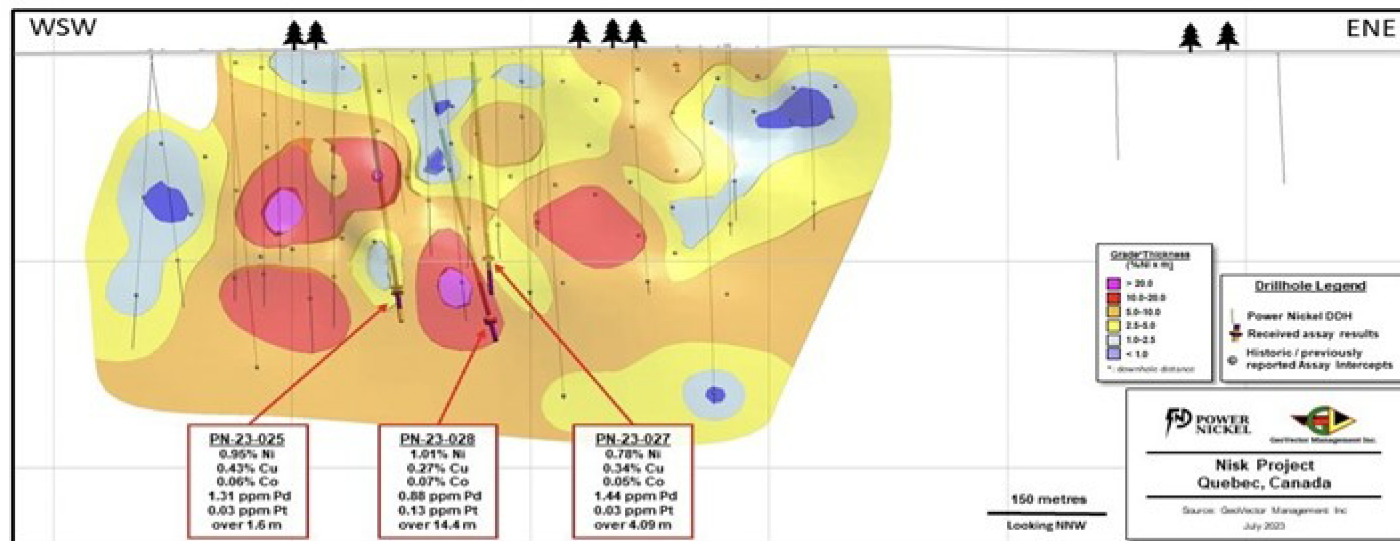 WSW
ENE
Grade*Thickness
(%Ni x m)
> 20.0
10.0-20.0
5.0-10.0
2.5-5.0
1.0-2.5
< 1.0
*: downhole distance
Drillhole Legend
Power Nickel DDH
Received assay results
Historic / previously
reported Assay Intercepts
PN-23-025
0.95% Ni
0.43% Cu
0.06% Co
1.31 ppm Pd
0.03 ppm Pt
over 1.6 m
PN-23-028
1.01% Ni
0.27% Cu
0.07% Co
0.88 ppm Pd
0.13 ppm Pt
over 14.4 m
PN-23-027
0.78% Ni
0.34% Cu
0.05% Co
1.44 ppm Pd
0.03 ppm Pt
over 4.09 m
150 metres
Looking NNW
POWER
NICKEL
GeoVector Management Inc.
Nisk Project
Quebec, Canada
Source: GeoVector Management Inc
July 2023